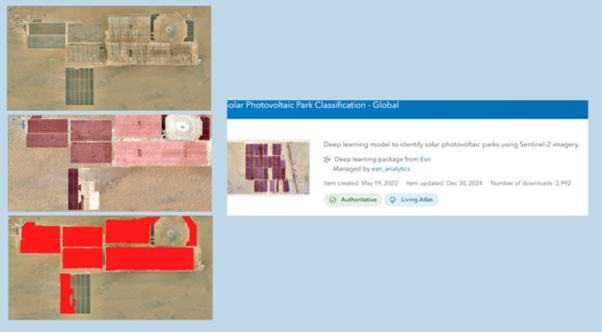 Solar Photovoltaic Park Classification - Global
Deep learning model to identify solar photovoltaic parks using Sentinel-2 imagery.
Deep learning package from Esri
Managed by esri_analytics
Item created: May 19, 2022 Item updated: Dec 30, 2024 Number of downloads: 2,992
Authoritative Living Atlas